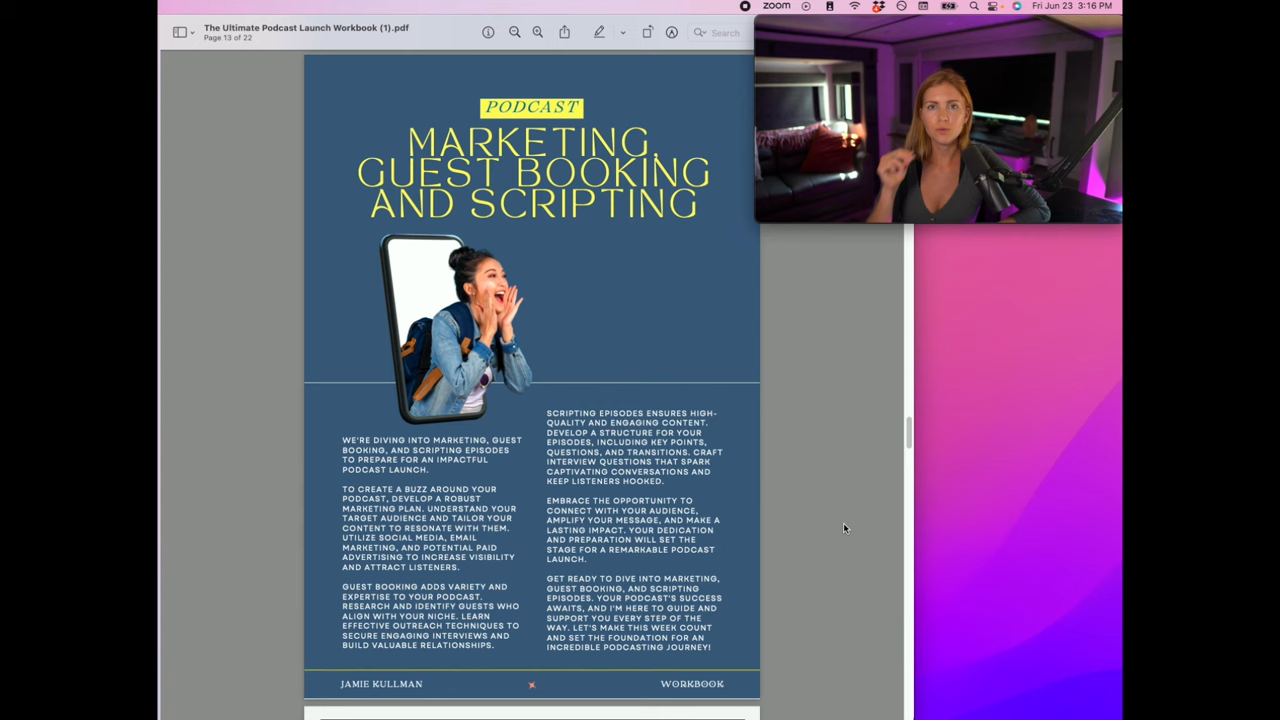 zoom
Fri Jun 23 3:16 PM
The Ultimate Podcast Launch Workbook (1).pdf
Page 13 of 22
Search
PODCAST
MARKETING,
GUEST BOOKING
AND SCRIPTING
WE'RE DIVING INTO MARKETING, GUEST
BOOKING, AND SCRIPTING EPISODES
TO PREPARE FOR AN IMPACTFUL
PODCAST LAUNCH.
TO CREATE A BUZZ AROUND YOUR
PODCAST, DEVELOP A ROBUST
MARKETING PLAN. UNDERSTAND YOUR
TARGET AUDIENCE AND TAILOR YOUR
CONTENT TO RESONATE WITH THEM.
UTILIZE SOCIAL MEDIA, EMAIL
MARKETING, AND POTENTIAL PAID
ADVERTISING TO INCREASE VISIBILITY
AND ATTRACT LISTENERS.
GUEST BOOKING ADDS VARIETY AND
EXPERTISE TO YOUR PODCAST.
RESEARCH AND IDENTIFY GUESTS WHO
ALIGN WITH YOUR NICHE. LEARN
EFFECTIVE OUTREACH TECHNIQUES TO
SECURE ENGAGING INTERVIEWS AND
BUILD VALUABLE RELATIONSHIPS.
SCRIPTING EPISODES ENSURES HIGH-
QUALITY AND ENGAGING CONTENT.
DEVELOP A STRUCTURE FOR YOUR
EPISODES, INCLUDING KEY POINTS,
QUESTIONS, AND TRANSITIONS. CRAFT
INTERVIEW QUESTIONS THAT SPARK
CAPTIVATING CONVERSATIONS AND
KEEP LISTENERS HOOKED.
EMBRACE THE OPPORTUNITY TO
CONNECT WITH YOUR AUDIENCE,
AMPLIFY YOUR MESSAGE, AND MAKE A
LASTING IMPACT. YOUR DEDICATION
AND PREPARATION WILL SET THE
STAGE FOR A REMARKABLE PODCAST
LAUNCH.
GET READY TO DIVE INTO MARKETING,
GUEST BOOKING, AND SCRIPTING
EPISODES. YOUR PODCAST'S SUCCESS
AWAITS, AND I'M HERE TO GUIDE AND
SUPPORT YOU EVERY STEP OF THE
WAY. LET'S MAKE THIS WEEK COUNT
AND SET THE FOUNDATION FOR AN
INCREDIBLE PODCASTING JOURNEY!
JAMIE KULLMAN
WORKBOOK